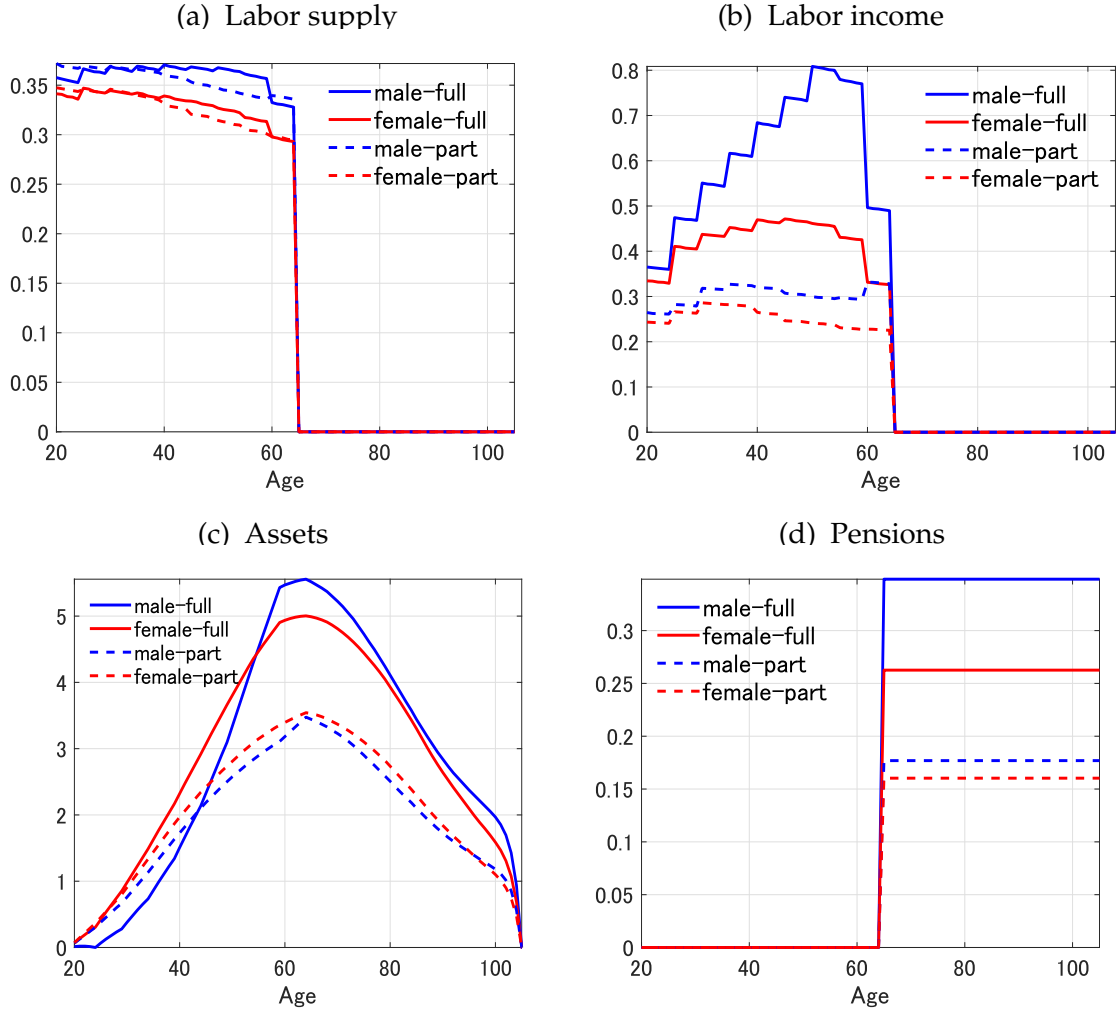 (a) Labor supply
0.35
0.3
0.25
0.2
0.15
0.1
0.05
0
20 40 60 80 100
Age
male-full
female-full
male-part
female-part
(b) Labor income
0.8
0.7
0.6
0.5
0.4
0.3
0.2
0.1
0
20 40 60 80 100
Age
male-full
female-full
male-part
female-part
(c) Assets
5
4
3
2
1
0
20 40 60 80 100
Age
male-full
female-full
male-part
female-part
(d) Pensions
0.3
0.25
0.2
0.15
0.1
0.05
0
20 40 60 80 100
Age
male-full
female-full
male-part
female-part